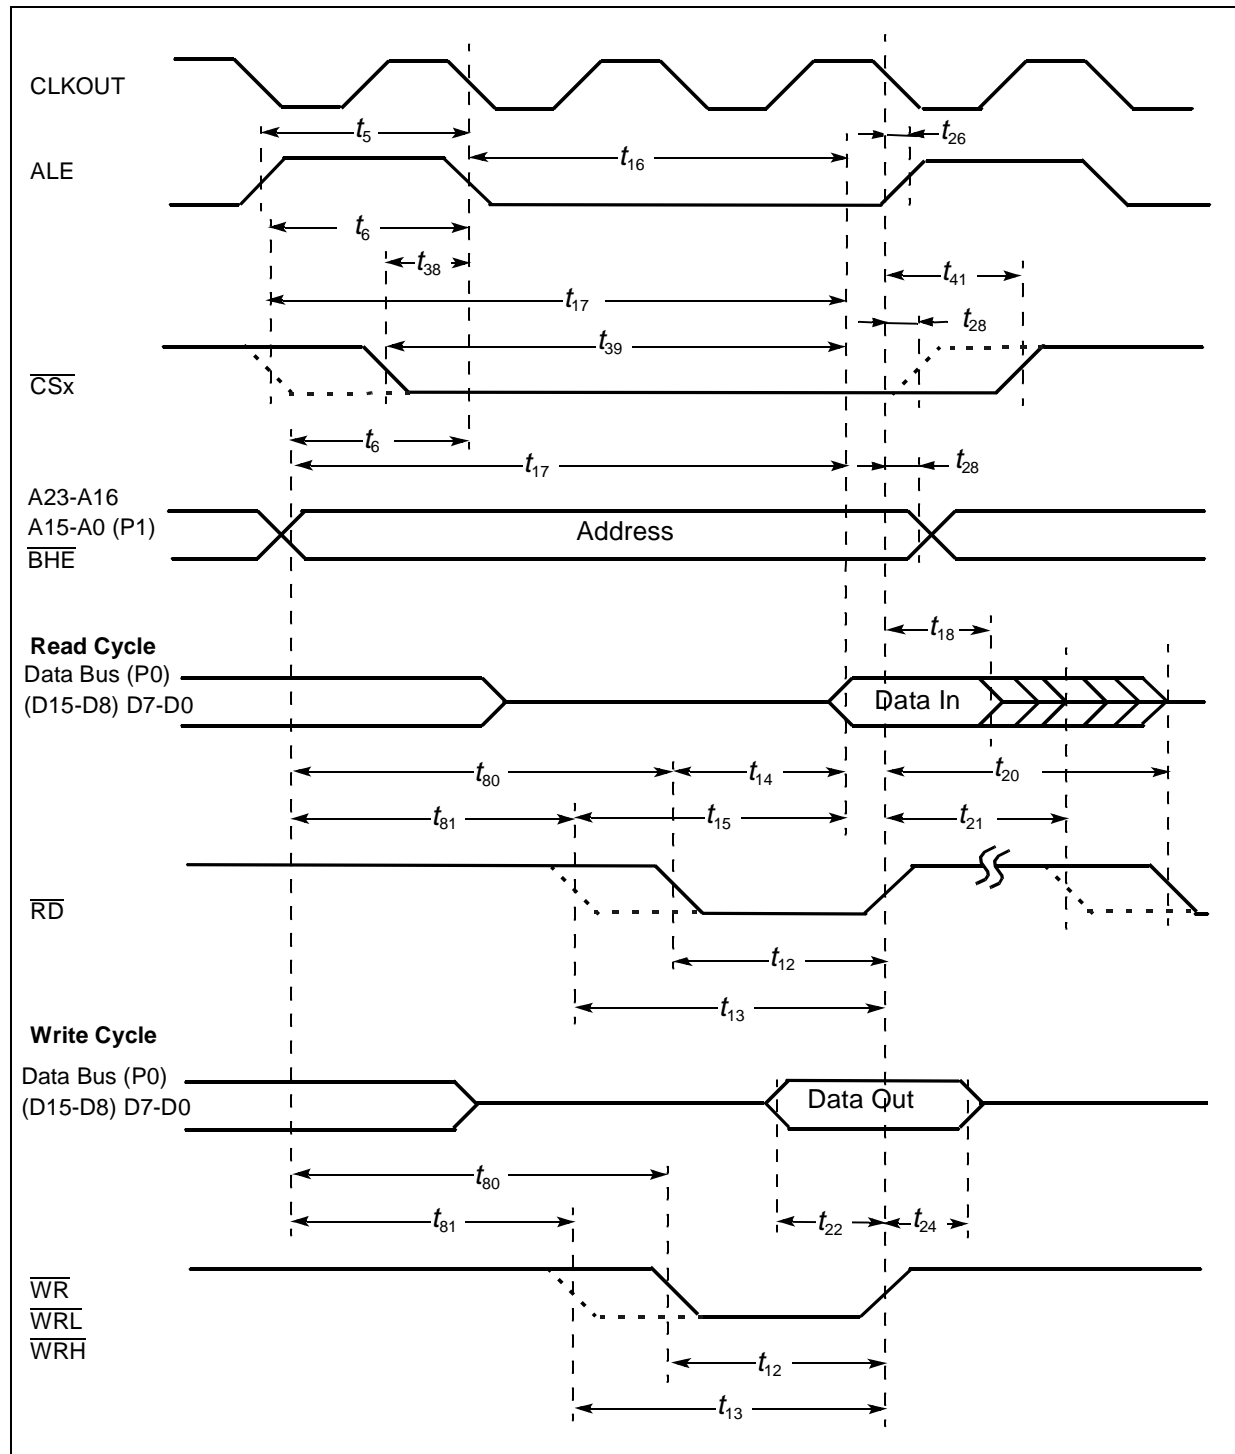 CLKOUT
t5
t26
t16
ALE
t6
t38
t41
t17
t28
t39
CSx
t6
t17
t28
A23-A16
A15-A0 (P1)
Address
BHE
t18
Read Cycle
Data Bus (P0)
(D15-D8) D7-D0
Data In
t80
t14
t20
t81
t15
t21
RD
t12
t13
Write Cycle
Data Bus (P0)
(D15-D8) D7-D0
Data Out
t80
t81
t22
t24
WR
WRL
WRH
t12
t13